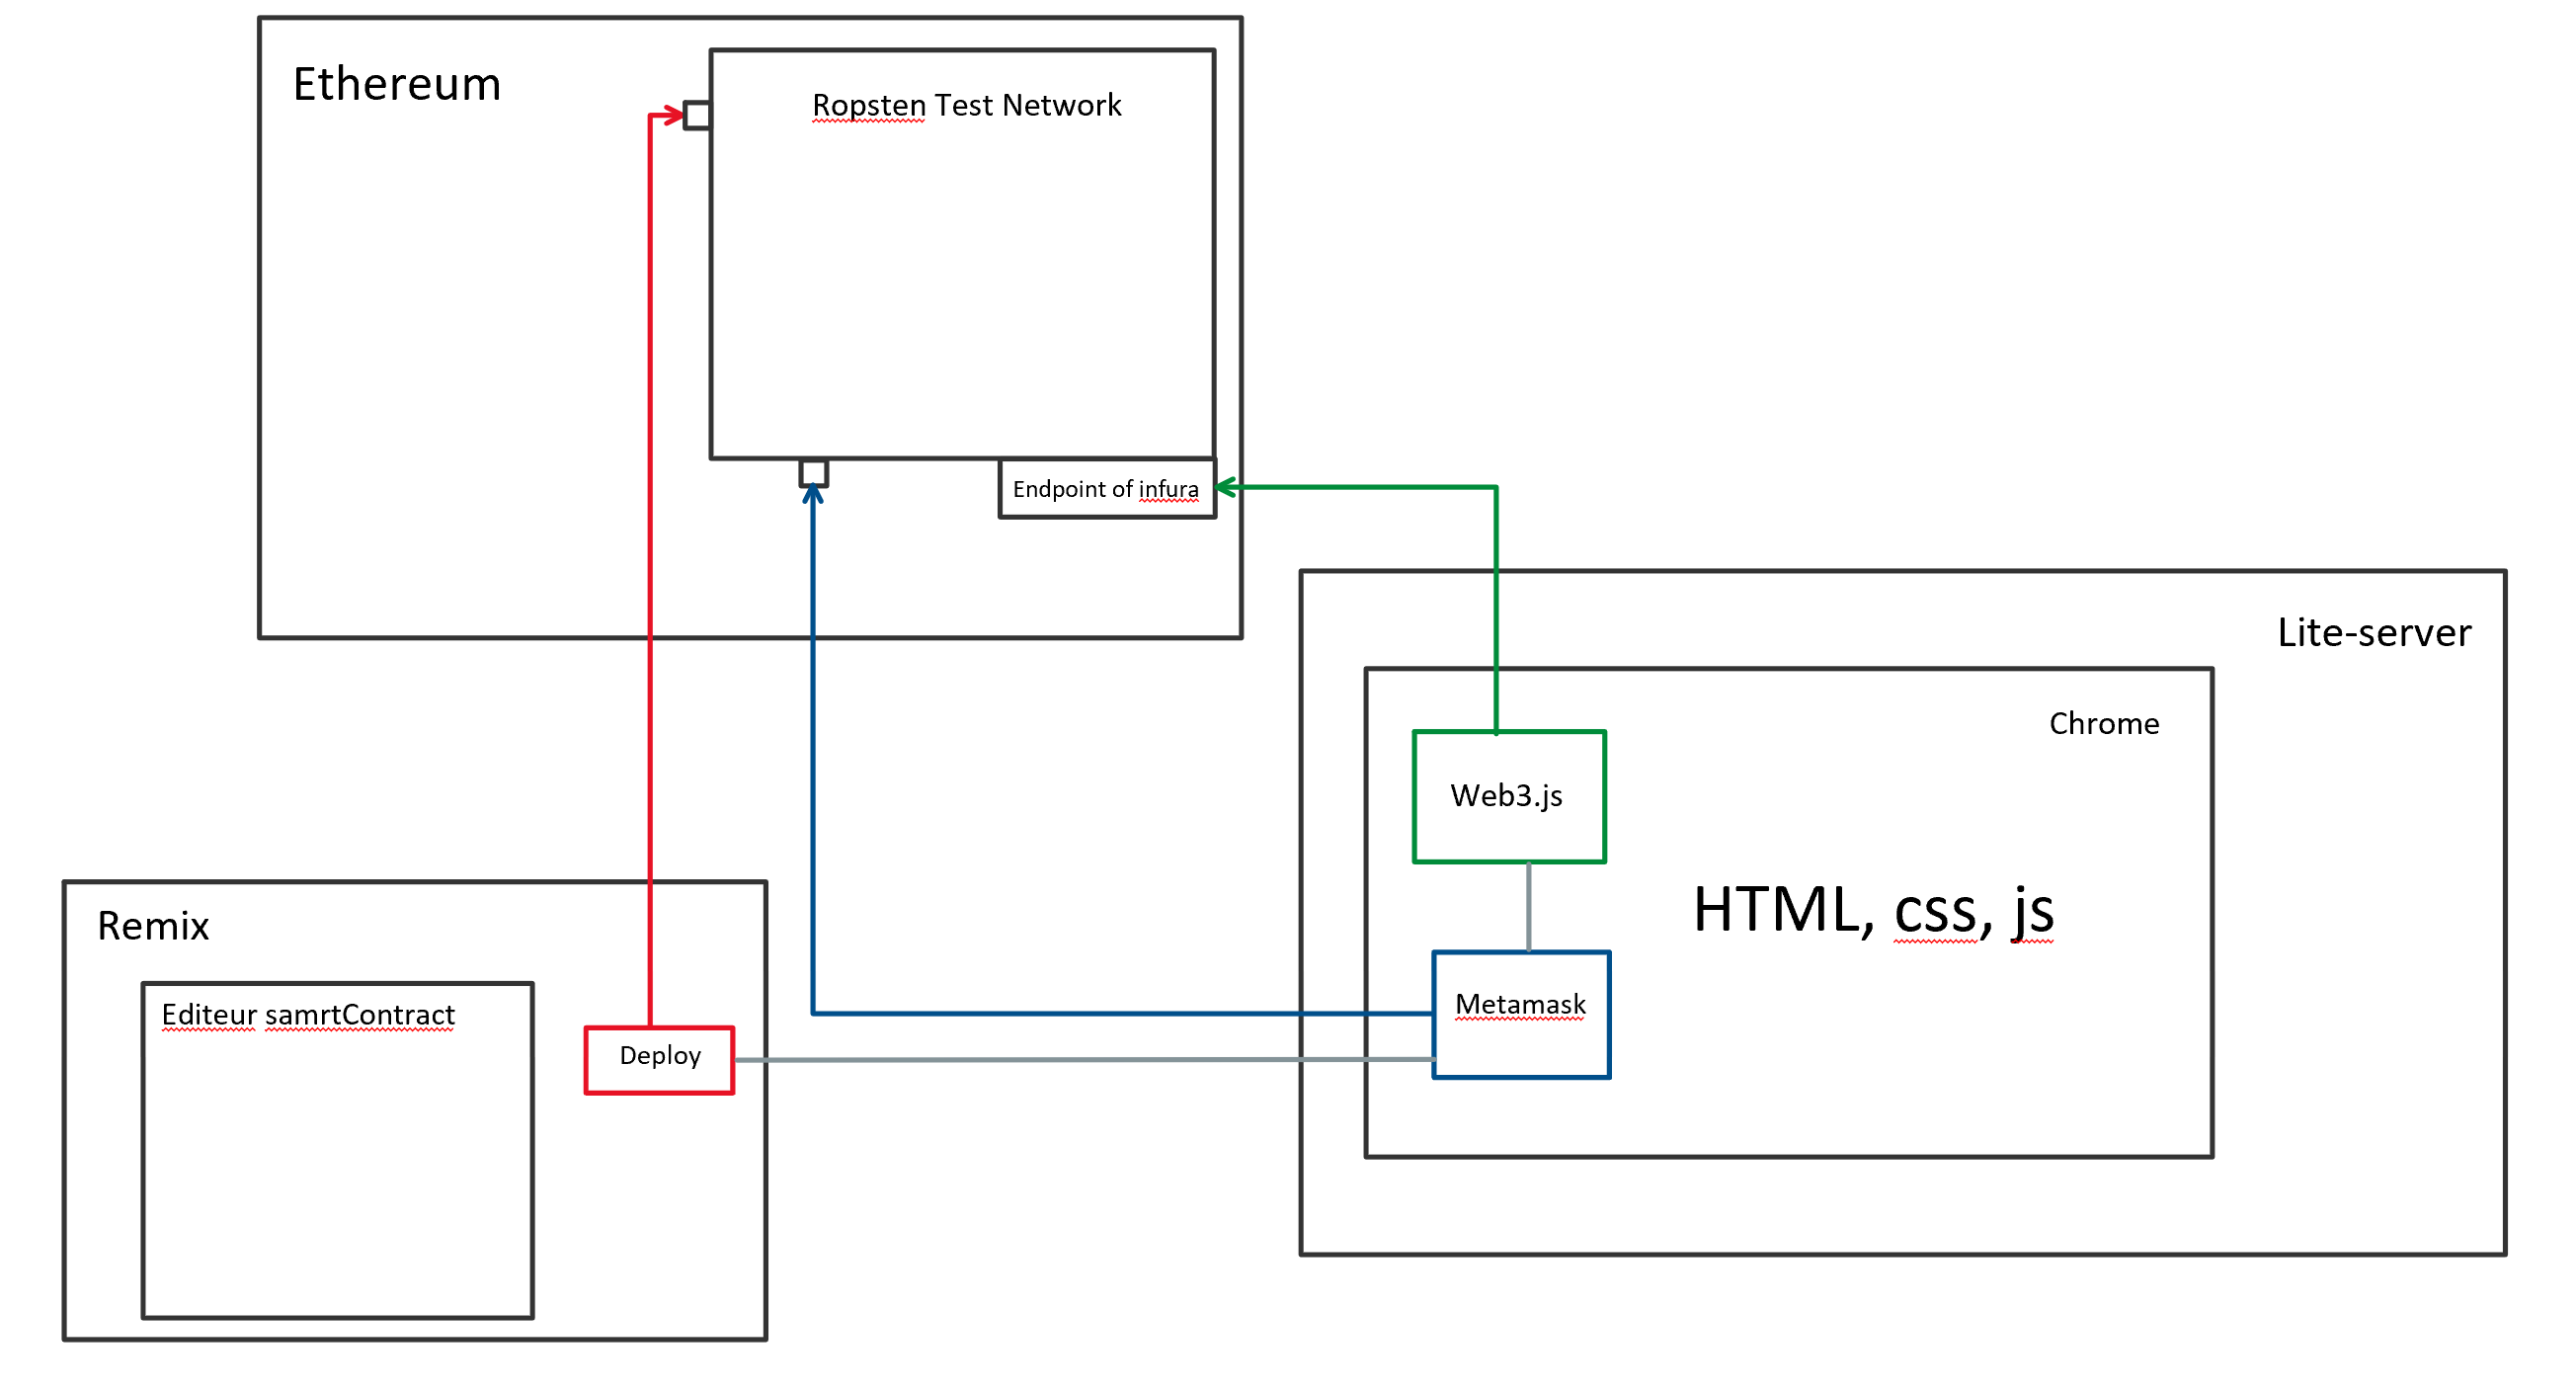 Ethereum
Ropsten Test Network
Endpoint of infura
Lite-server
Chrome
Web3.js
HTML, css, js
Metamask
Remix
Editeur samrtContract
Deploy